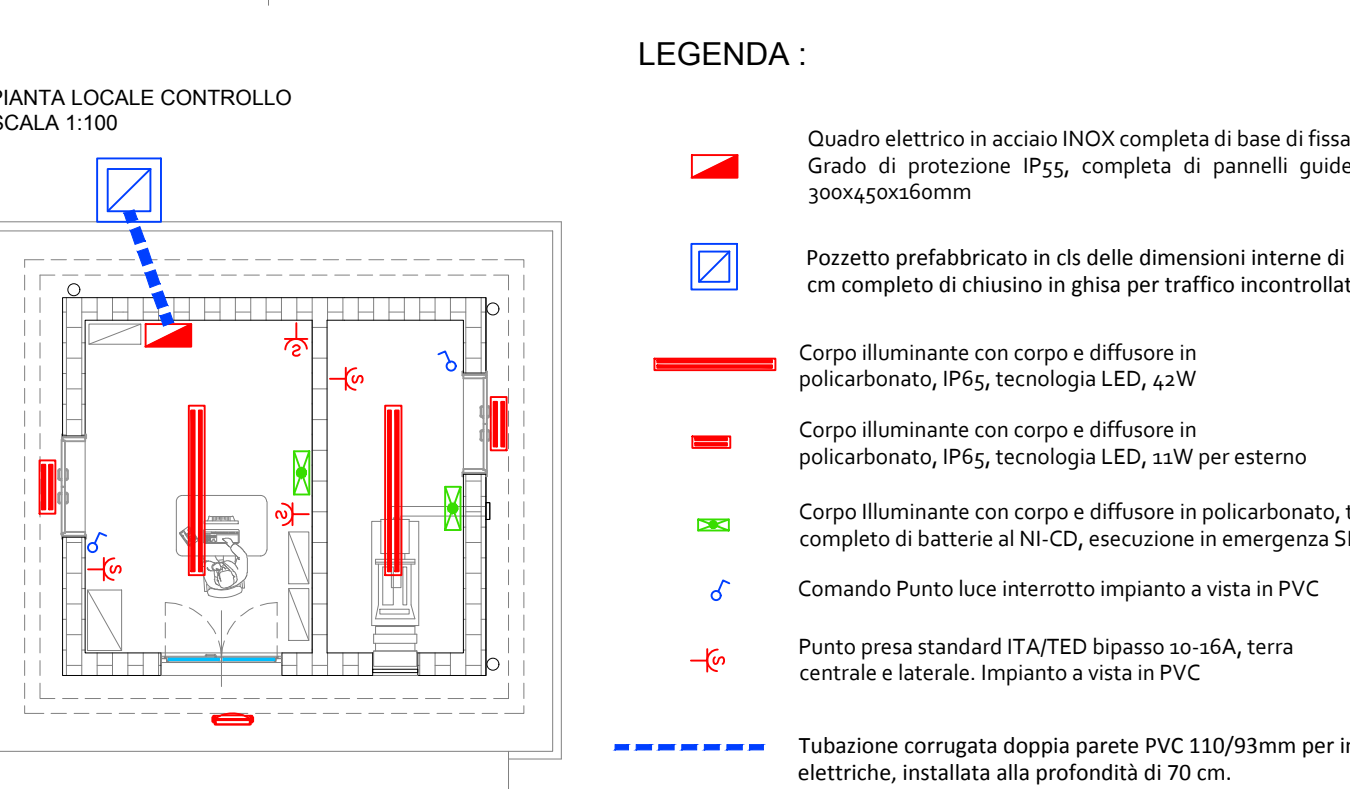 PIANTA LOCALE CONTROLLO
SCALA 1:100
LEGENDA :
Quadro elettrico in acciaio INOX completa di base di
Grado di protezione IP55, completa di pannelli guide
300x450x160mm
Pozzetto prefabbricato in cls delle dimensioni interne di
cm completo di chiusino in ghisa per traffico
Corpo illuminante con corpo e diffusore in
policarbonato, IP65, tecnologia LED, 42W
Corpo illuminante con corpo e diffusore in
policarbonato, IP65, tecnologia LED, 11W per esterno
Corpo Illuminante con corpo e diffusore in policarbonato,
completo di batterie al NI-CD, esecuzione in emergenza
Comando Punto luce interrotto impianto a vista in PVC
Punto presa standard ITA/TED bipasso 10-16A, terra
centrale e laterale. Impianto a vista in PVC
Tubazione corrugata doppia parete PVC 110/93mm per
elettriche, installata alla profondità di 70 cm.
S
S
S
S
S